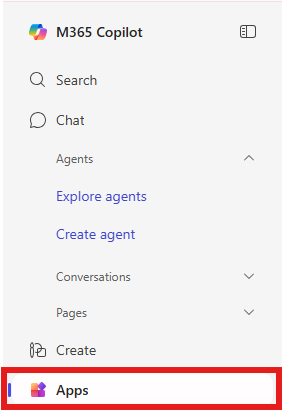 M365 Copilot
Search
Chat
Agents
Explore agents
Create agent
Conversations
Pages
Create
Apps